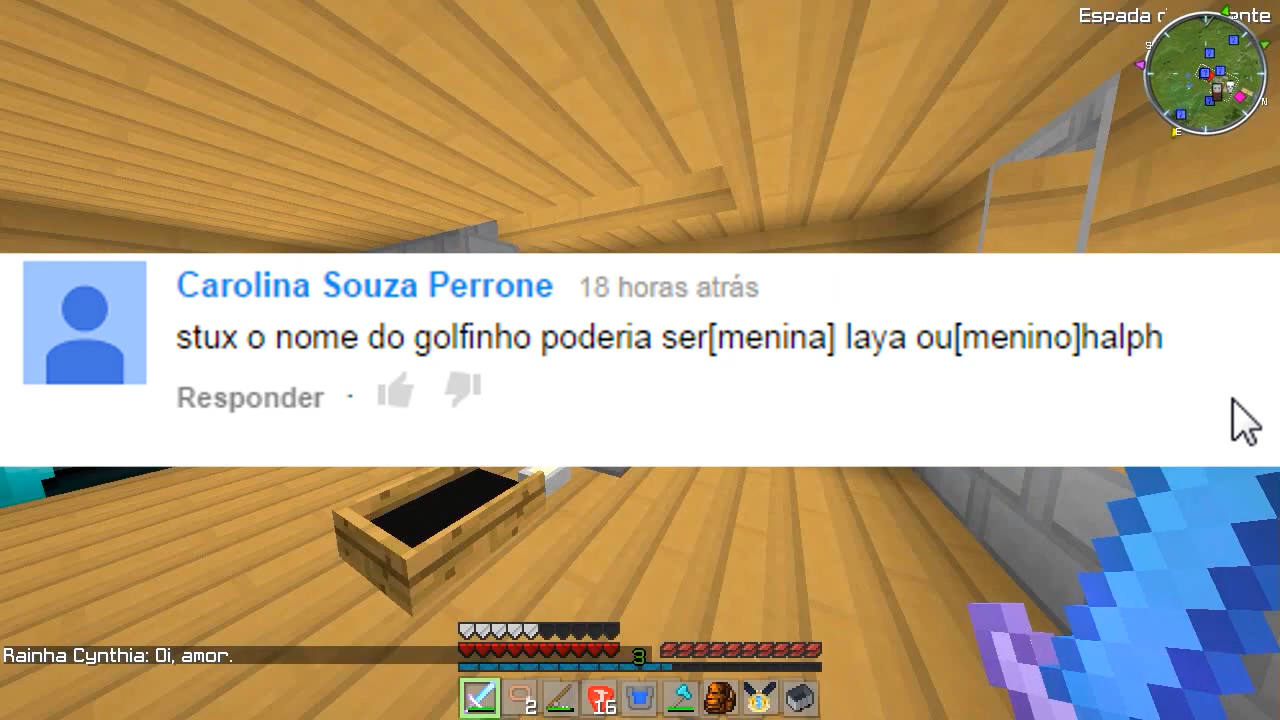 Espada
Carolina Souza Perrone 18 horas atrás
stux o nome do golfinho poderia ser[menina] laya ou[menino]halph
Responder ·
Rainha Cynthia: Oi, amor.
3
2
16
N
E